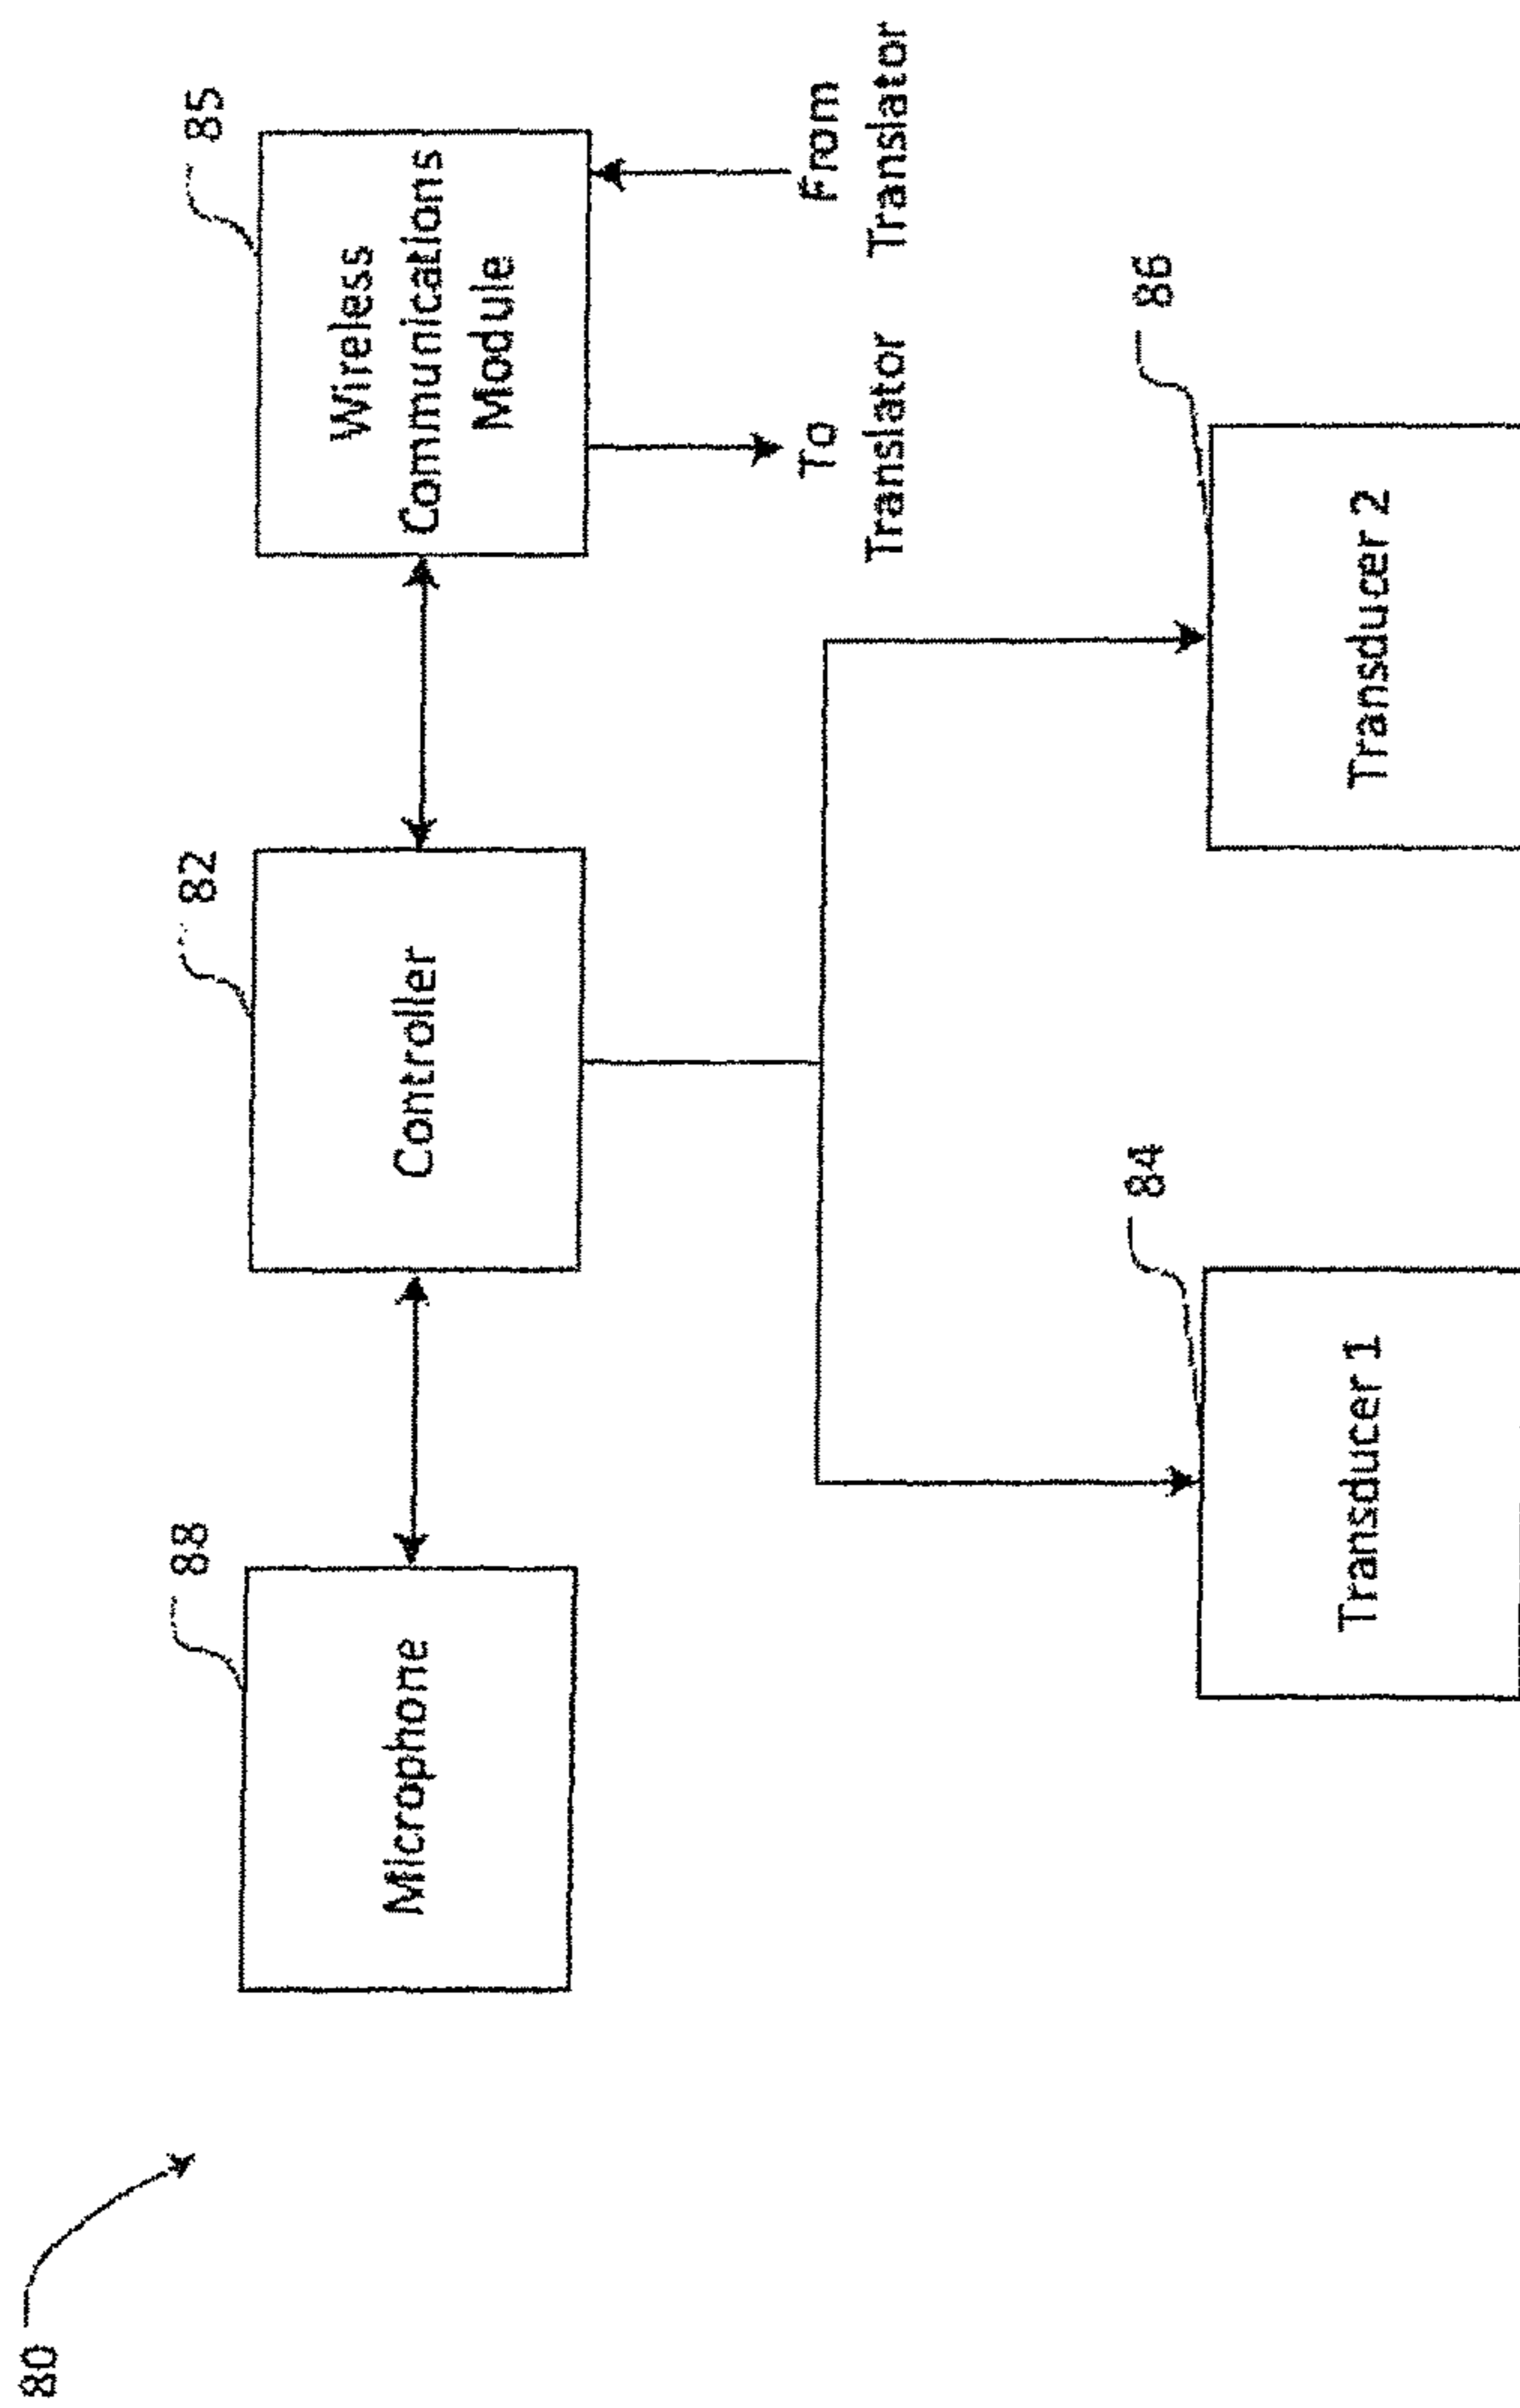 80
88
82
85
Microphone
Controller
Wireless
Communications
Module
To
Translator
From
Translator
84
86
Transducer 1
Transducer 2